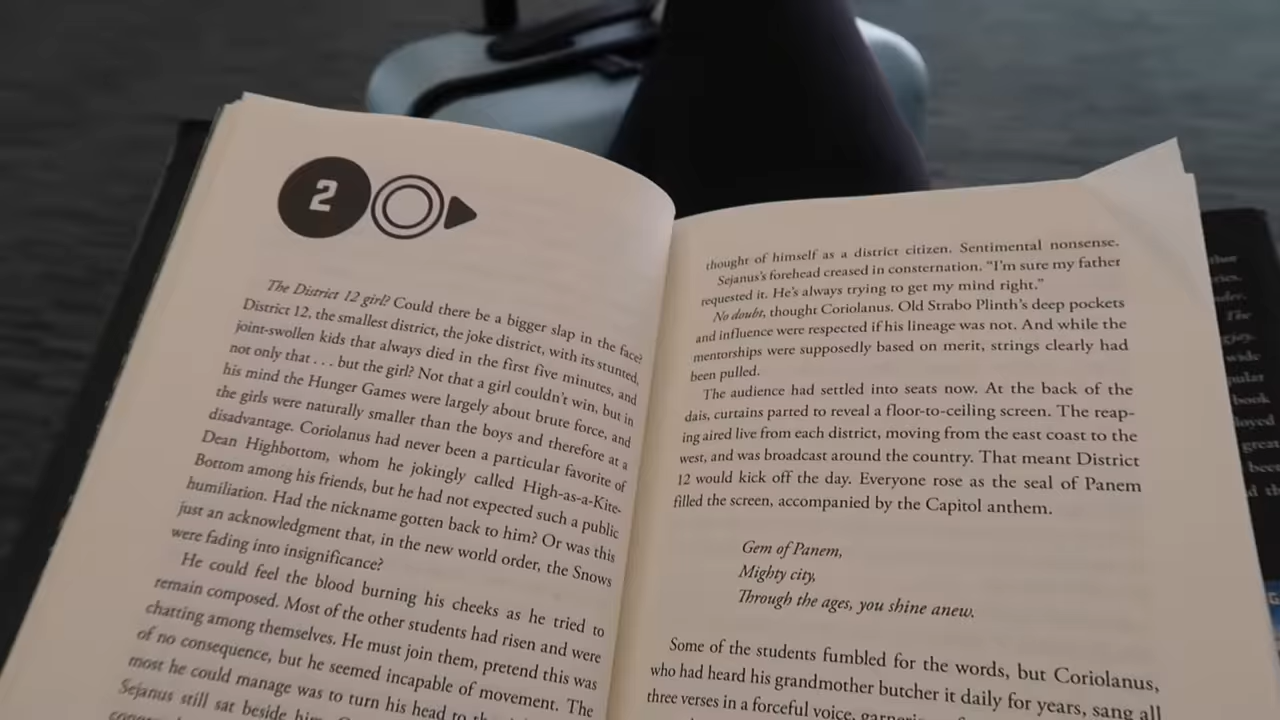 2
The District 12 girl? Could there be a bigger slap in the face?
District 12, the smallest district, the joke district, with its stunted,
joint-swollen kids that always died in the first five minutes, and
not only that . . . but the girl? Not that a girl couldn't win, but in
his mind the Hunger Games were largely about brute force, and
the girls were naturally smaller than the boys and therefore at a
disadvantage. Coriolanus had never been a particular favorite of
Dean Highbottom, whom he jokingly called High-as-a-Kite-
Bottom among his friends, but he had not expected such a public
humiliation. Had the nickname gotten back to him? Or was this
just an acknowledgment that, in the new world order, the Snows
were fading into insignificance?
He could feel the blood burning his cheeks as he tried to
remain composed. Most of the other students had risen and were
chatting among themselves. He must join them, pretend this was
of no consequence, but he seemed incapable of movement. The
most he could manage was to turn his head to the
Sejanus still sat beside
thought of himself as a district citizen. Sentimental nonsense.
Sejanus's forehead creased in consternation. "I'm sure my father
requested it. He's always trying to get my mind right."
No doubt, thought Coriolanus. Old Strabo Plinth's deep pockets
and influence were respected if his lineage was not. And while the
mentorships were supposedly based on merit, strings clearly had
been pulled.
The audience had settled into seats now. At the back of the
dais, curtains parted to reveal a floor-to-ceiling screen. The reap-
ing aired live from each district, moving from the east coast to the
west, and was broadcast around the country. That meant District
12 would kick off the day. Everyone rose as the seal of Panem
filled the screen, accompanied by the Capitol anthem.
Gem of Panem,
Mighty city,
Through the ages, you shine anew.
Some of the students fumbled for the words, but Coriolanus,
who had heard his grandmother butcher it daily for years, sang all
three verses in a forceful voice,
The
wide
book
great